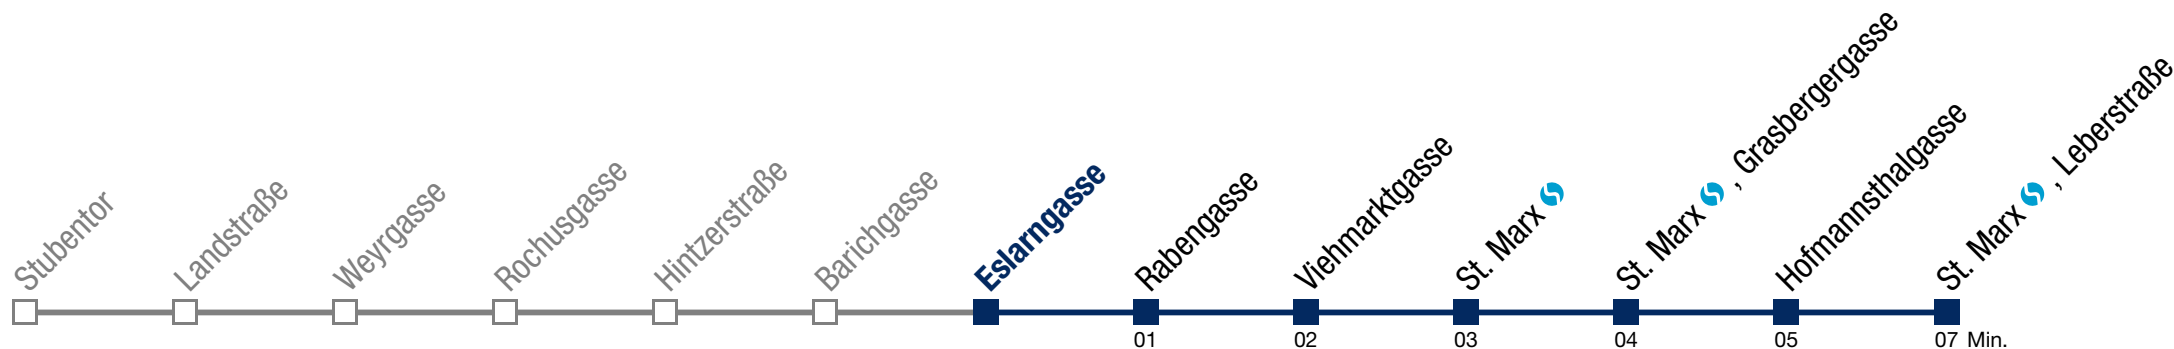 Stubentor
Landstraße
Weyrgasse
Rochusgasse
Hintzerstraße
Barichgasse
Eslarngasse
Rabengasse
Viehmarktgasse
St. Marx
St. Marx , Grasbergergasse
Hofmannsthalgasse
St. Marx , Leberstraße
01 02 03 04 05 07 Min.